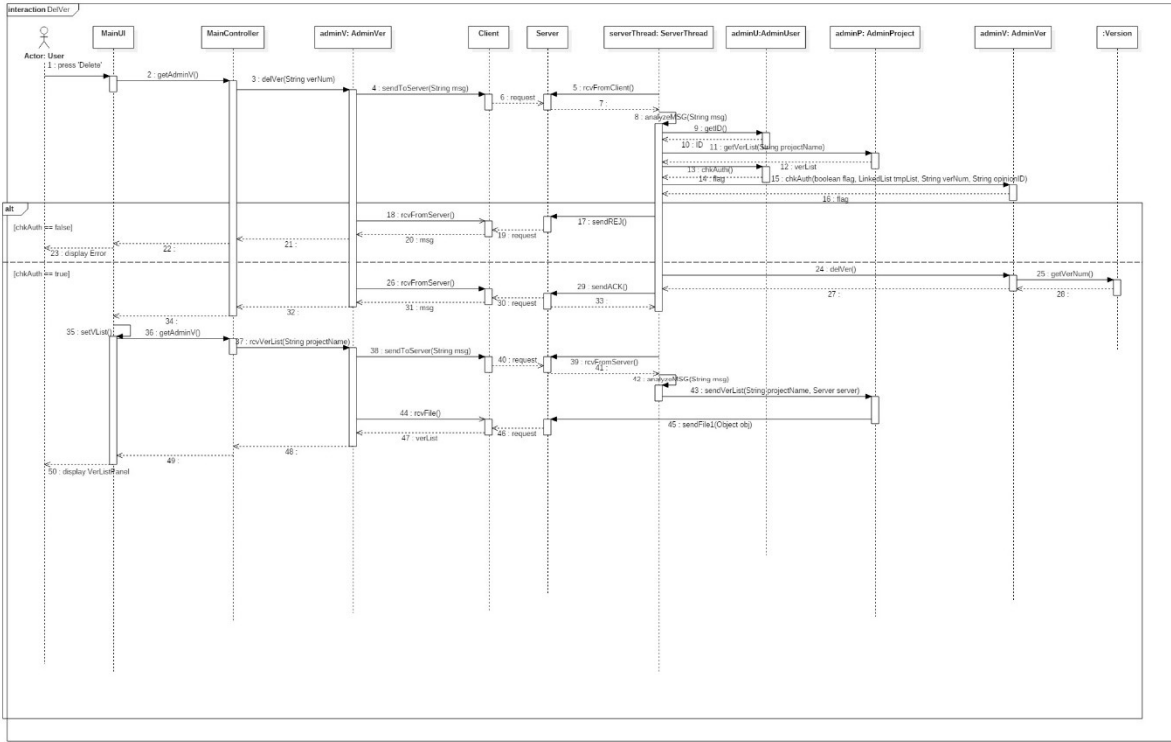 interaction DelVer
MainUI
MainController
adminV: AdminVer
Client
Server
serverThread: ServerThread
adminU:AdminUser
adminP: AdminProject
adminV: AdminVer
:Version
Actor: User
1 : press 'Delete'
2 : getAdminV()
3 : delVer(String verNum)
4 : sendToServer(String msg)
5 : rcvFromClient()
6 : request
7 :
8 : analyzeMSG(String msg)
9 : getID()
10 : ID
11 : getVerList(String projectName)
12 : verList
13 : chkAuth()
14 : flag
15 : chkAuth(boolean flag, LinkedList tmpList, String verNum, String opinionID)
16 : flag
alt
[chkAuth == false]
17 : sendREJ()
18 : rcvFromServer()
19 : request
20 : msg
21 :
22 :
23 : display Error
[chkAuth == true]
24 : delVer()
25 : getVerNum()
26 : rcvFromServer()
27 :
28 :
29 : sendACK()
30 : request
31 : msg
32 :
33 :
34 :
35 : setVList()
36 : getAdminV()
37 : rcvVerList(String projectName)
38 : sendToServer(String msg)
39 : rcvFromServer()
40 : request
41 :
42 : analyzeMSG(String msg)
43 : sendVerList(String projectName, Server server)
44 : rcvFile()
45 : sendFile1(Object obj)
46 : request
47 : verList
48 :
49 :
50 : display VerListPanel